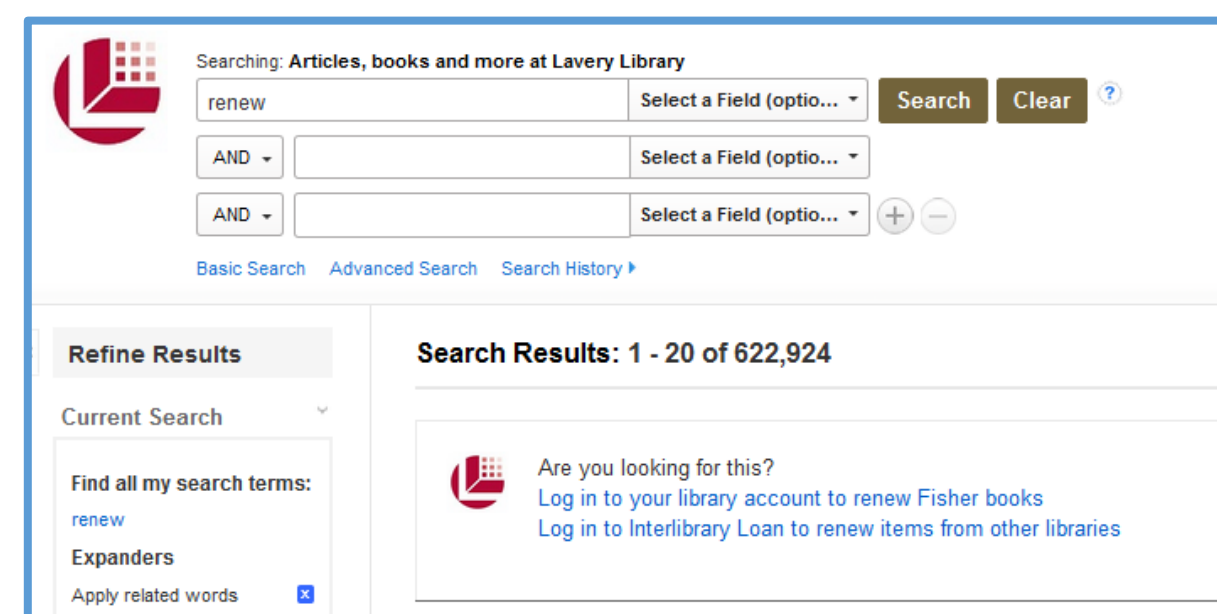 Searching: Articles, books and more at Lavery Library
renew Select a Field (optio... Search Clear ?
AND Select a Field (optio...
AND Select a Field (optio... + −
Basic Search Advanced Search Search History
Refine Results
Current Search
Find all my search terms:
renew
Expanders
Apply related words x
Search Results: 1 - 20 of 622,924
Are you looking for this?
Log in to your library account to renew Fisher books
Log in to Interlibrary Loan to renew items from other libraries